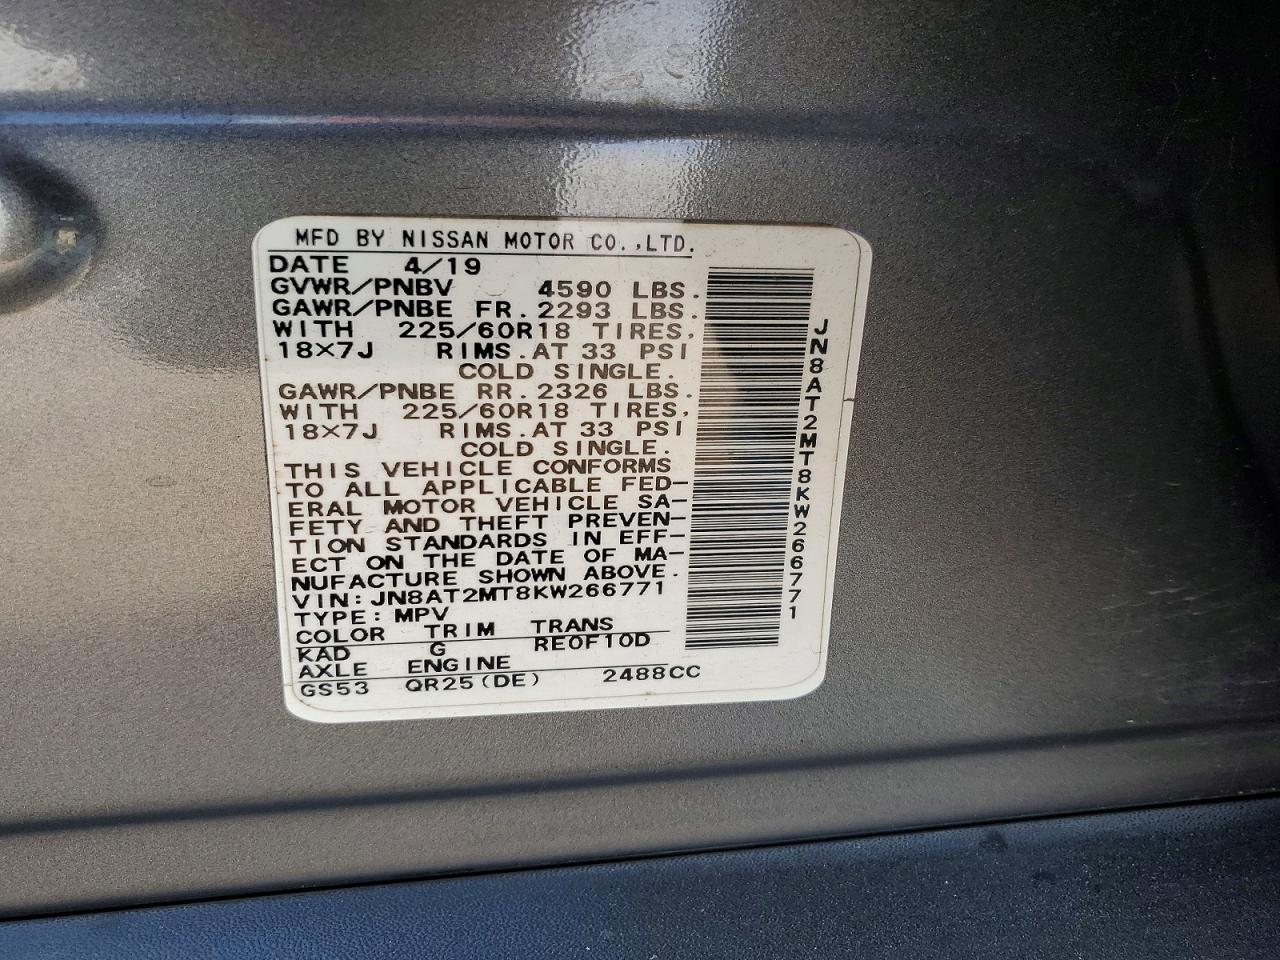 MFD BY NISSAN MOTOR CO.,LTD.
DATE 4/19
GVWR/PNBV 4590 LBS.
GAWR/PNBE FR. 2293 LBS.
WITH 225/60R18 TIRES,
18×7J RIMS.AT 33 PSI
COLD SINGLE.
GAWR/PNBE RR. 2326 LBS.
WITH 225/60R18 TIRES,
18×7J RIMS.AT 33 PSI
COLD SINGLE.
THIS VEHICLE CONFORMS
TO ALL APPLICABLE FED-
ERAL MOTOR VEHICLE SA-
FETY AND THEFT PREVEN-
TION STANDARDS IN EFF-
ECT ON THE DATE OF MA-
NUFACTURE SHOWN ABOVE.
VIN:JN8AT2MT8KW266771
TYPE:MPV
COLOR TRIM TRANS
KAD G RE0F10D
AXLE ENGINE
GS53 QR25(DE) 2488CC
JN8AT2MT8KW266771